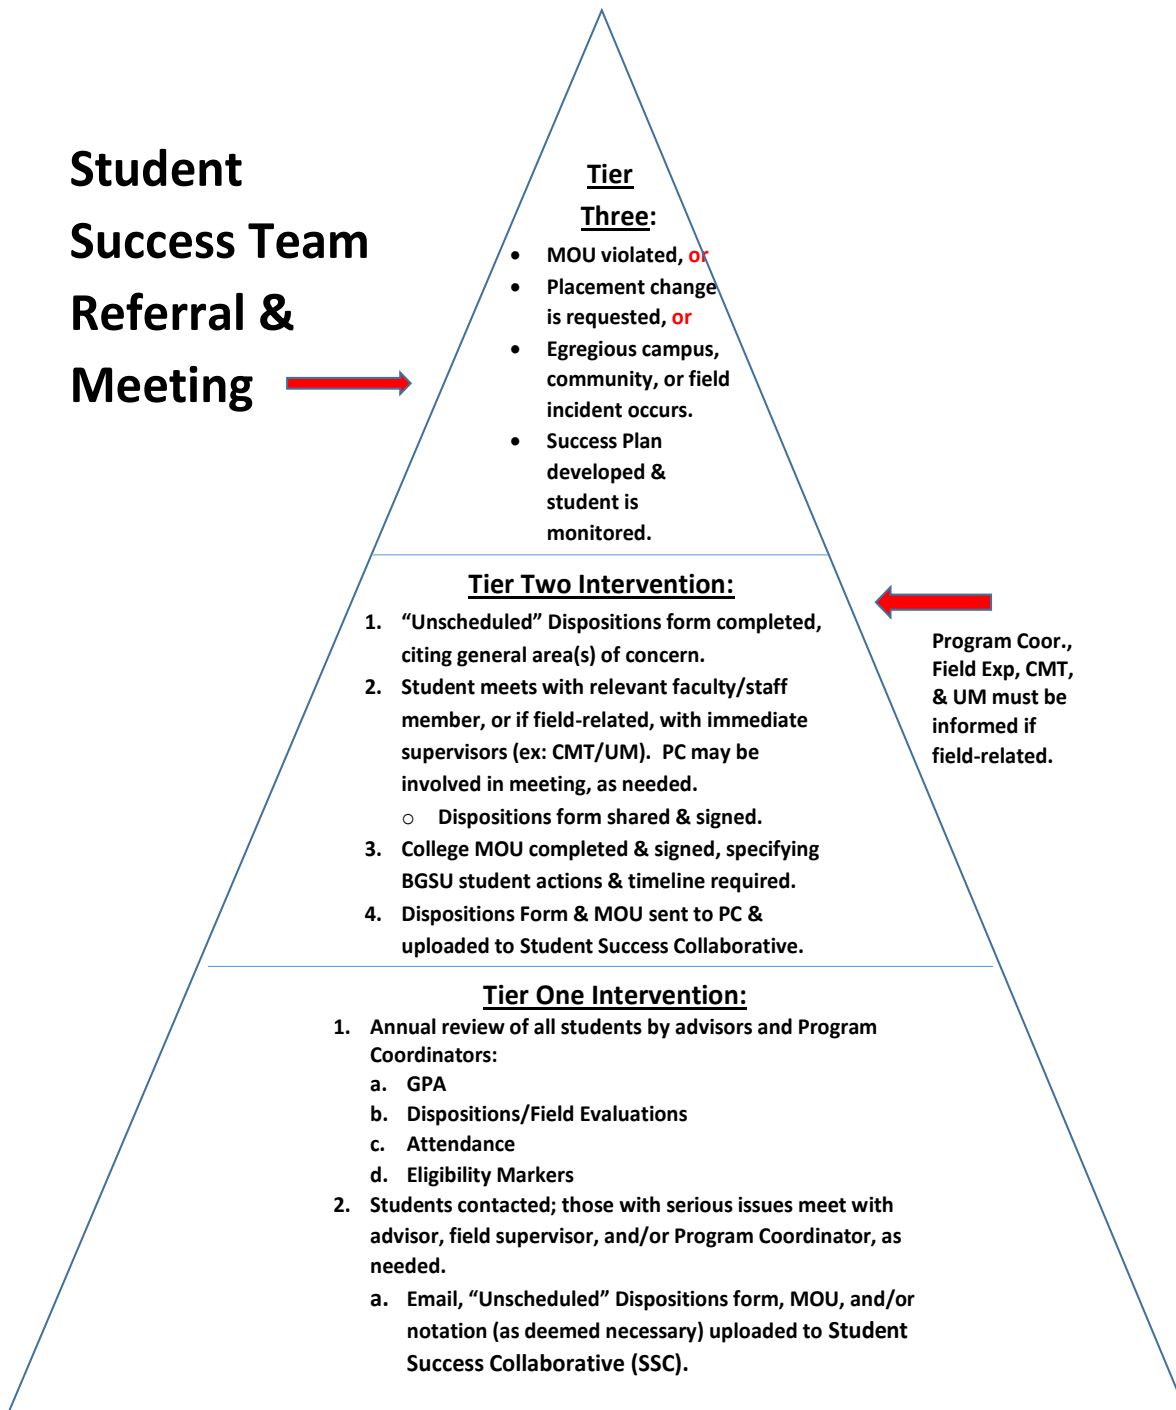 Student
Success Team
Referral &
Meeting
Tier
Three:
• MOU violated, or
• Placement change
is requested, or
• Egregious campus,
community, or field
incident occurs.
• Success Plan
developed &
student is
monitored.
Tier Two Intervention:
1. “Unscheduled” Dispositions form completed,
citing general area(s) of concern.
2. Student meets with relevant faculty/staff
member, or if field-related, with immediate
supervisors (ex: CMT/UM).  PC may be
involved in meeting, as needed.
○ Dispositions form shared & signed.
3. College MOU completed & signed, specifying
BGSU student actions & timeline required.
4. Dispositions Form & MOU sent to PC &
uploaded to Student Success Collaborative.
Program Coor.,
Field Exp, CMT,
& UM must be
informed if
field-related.
Tier One Intervention:
1. Annual review of all students by advisors and Program
Coordinators:
a. GPA
b. Dispositions/Field Evaluations
c. Attendance
d. Eligibility Markers
2. Students contacted; those with serious issues meet with
advisor, field supervisor, and/or Program Coordinator, as
needed.
a. Email, “Unscheduled” Dispositions form, MOU, and/or
notation (as deemed necessary) uploaded to Student
Success Collaborative (SSC).